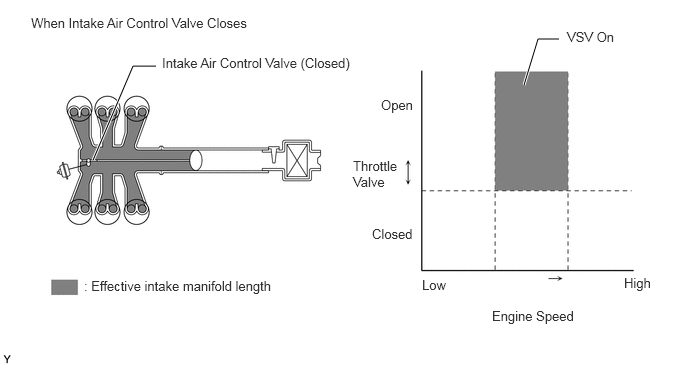 When Intake Air Control Valve Closes
Intake Air Control Valve (Closed)
: Effective intake manifold length
VSV On
Open
Throttle
Valve
Closed
Low
High
Engine Speed
Y